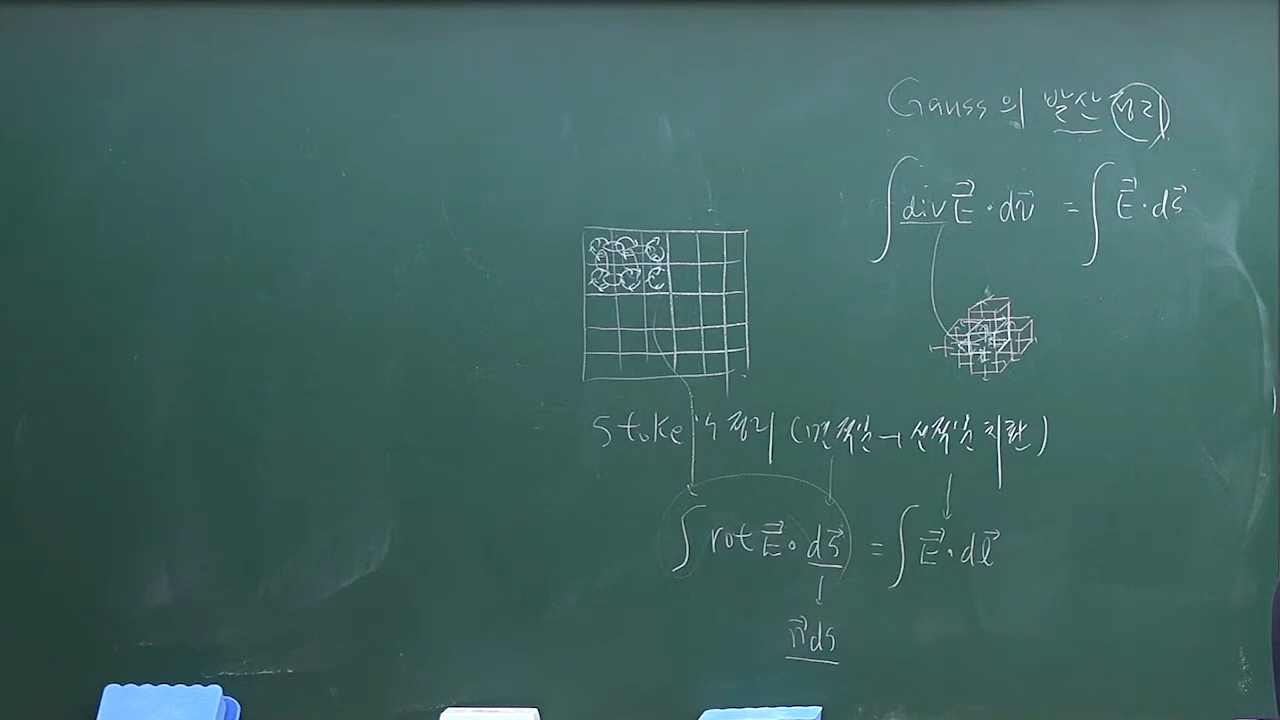 Gauss의 발산 정리
∫div E⃗ · dv⃗ = ∫E⃗ · ds⃗
Stoke's 정리 (면적분→선적분 치환)
∫rot E⃗ · ds⃗ = ∫E⃗ · dl⃗
n⃗ds